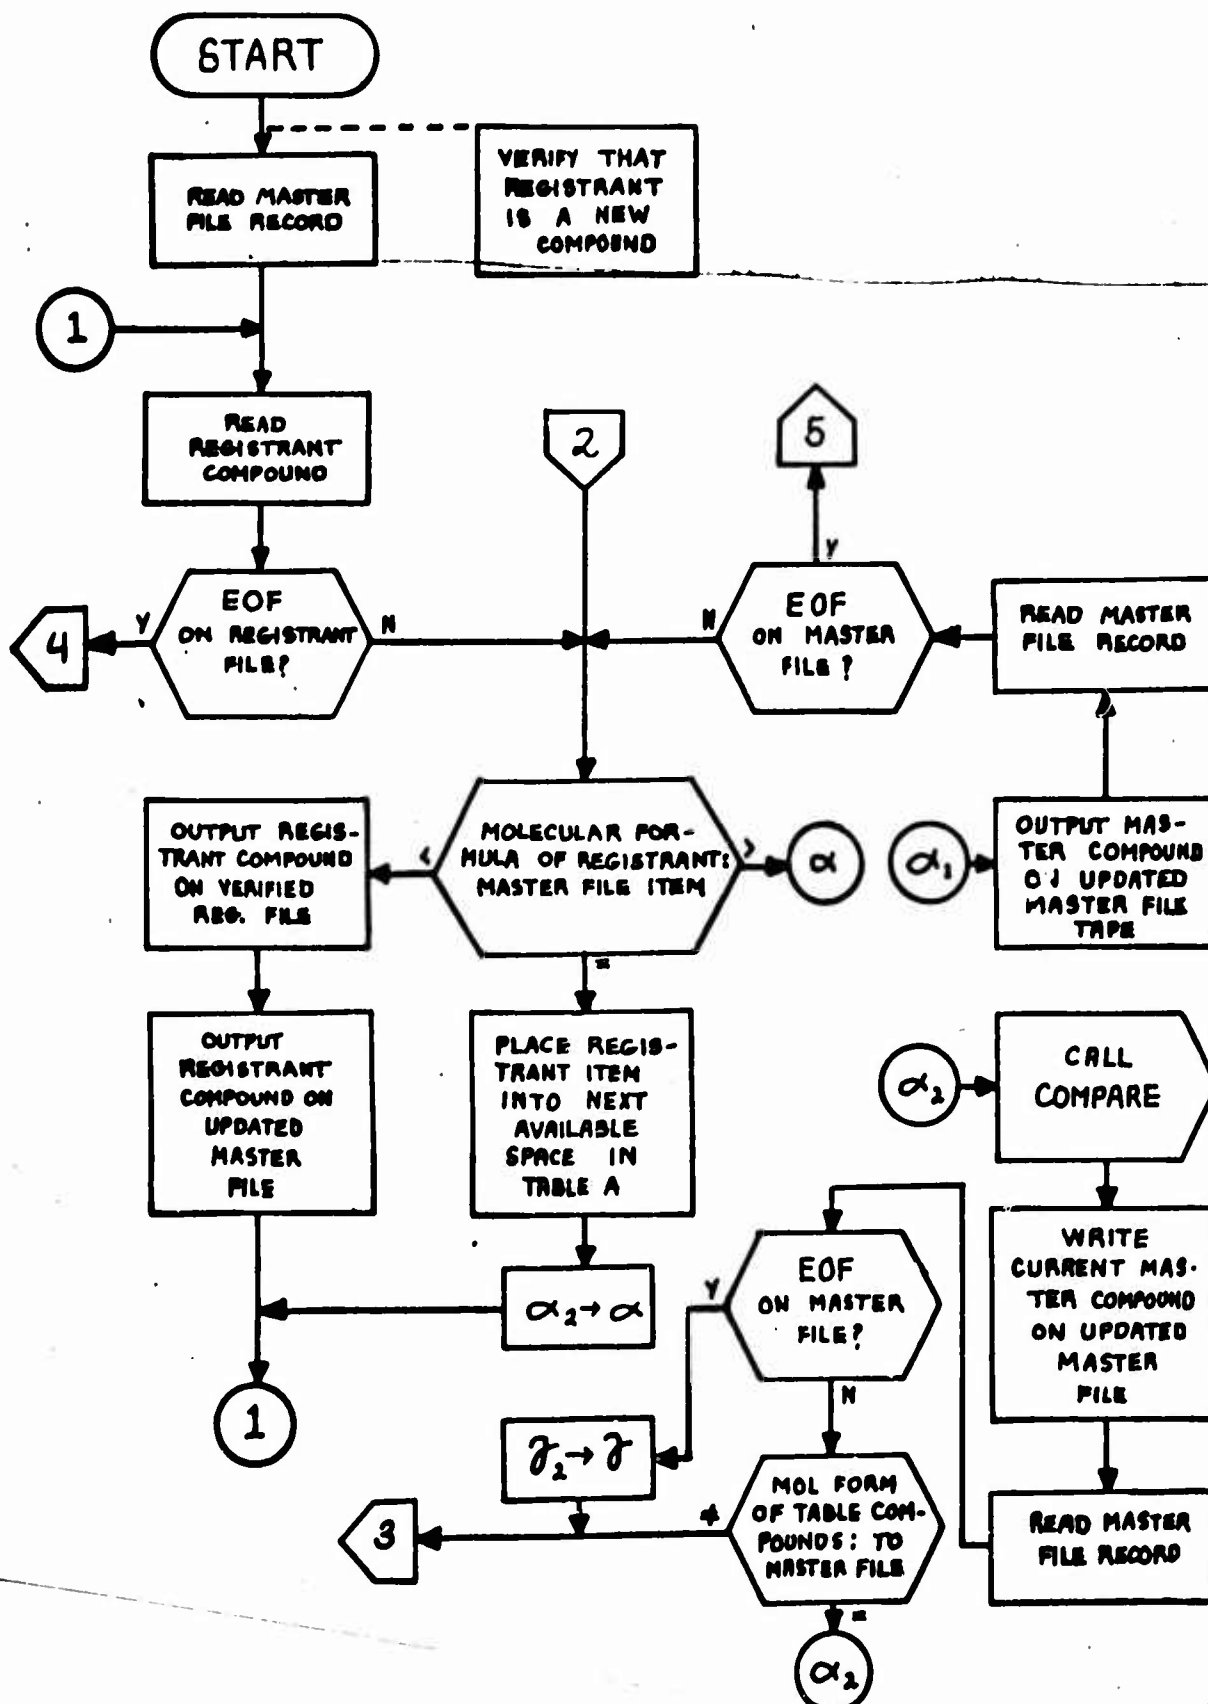 START
READ MASTER
FILE RECORD
VERIFY THAT
REGISTRANT
IS A NEW
COMPOUND
1
READ
REGISTRANT
COMPOUND
2
5
Y
EOF
ON REGISTRANT
FILE?
Y
N
4
EOF
ON MASTER
FILE?
N
READ MASTER
FILE RECORD
OUTPUT REGIS-
TRANT COMPOUND
ON VERIFIED
REG. FILE
<
MOLECULAR FOR-
MULA OF REGISTRANT:
MASTER FILE ITEM
>
α
α₁
OUTPUT MAS-
TER COMPOUND
UPDATED
MASTER FILE
TAPE
=
OUTPUT
REGISTRANT
COMPOUND ON
UPDATED
MASTER
FILE
PLACE REGIS-
TRANT ITEM
INTO NEXT
AVAILABLE
SPACE IN
TABLE A
α₂
CALL
COMPARE
α₂→α
1
EOF
ON MASTER
FILE?
Y
N
WRITE
CURRENT MAS-
TER COMPOUND
ON UPDATED
MASTER
FILE
γ₂→γ
3
≠
MOL FORM
OF TABLE COM-
POUNDS: TO
MASTER FILE
=
READ MASTER
FILE RECORD
α₂